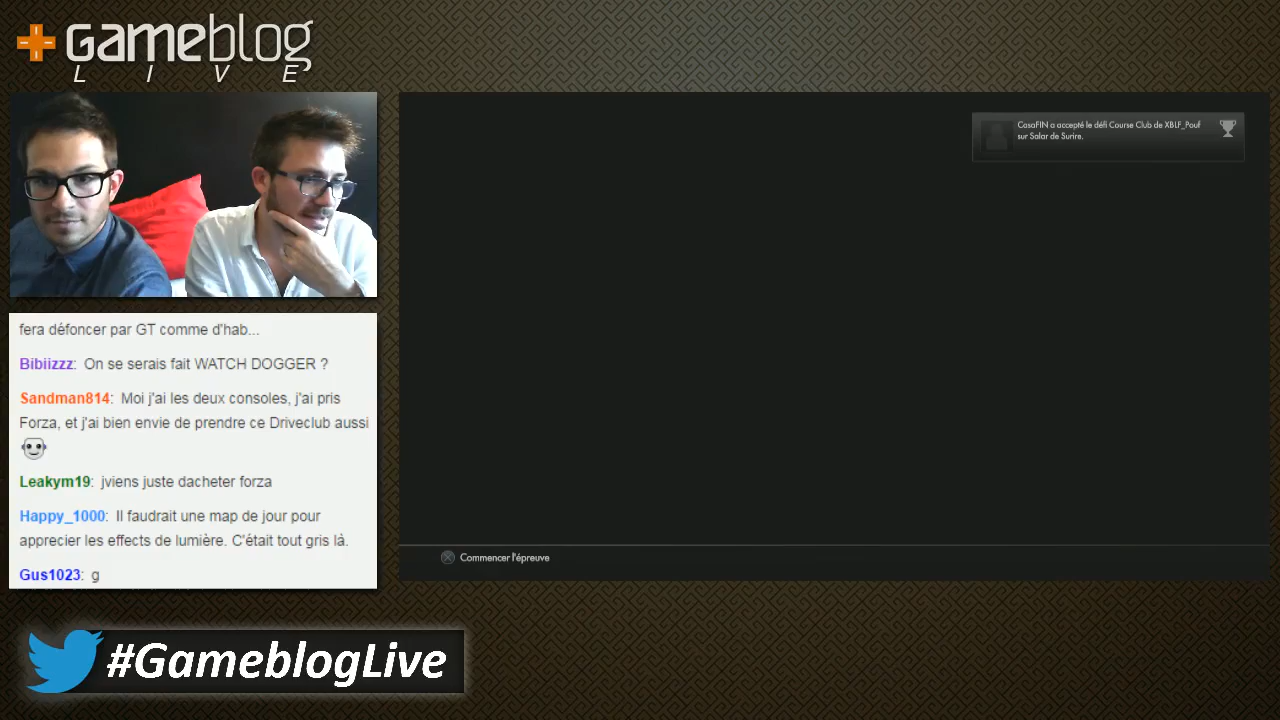 Gameblog
LIVE
CasaFIN a accepté le défi Course Club de XBLF_Pouf
sur Salar de Surire.
fera défoncer par GT comme d'hab...
Bibiizzz: On se serais fait WATCH DOGGER ?
Sandman814: Moi j'ai les deux consoles, j'ai pris
Forza, et j'ai bien envie de prendre ce Driveclub aussi
Leakym19: jviens juste dacheter forza
Happy_1000: Il faudrait une map de jour pour
apprecier les effects de lumière. C'était tout gris là.
Gus1023: g
Commencer l'épreuve
#GameblogLive